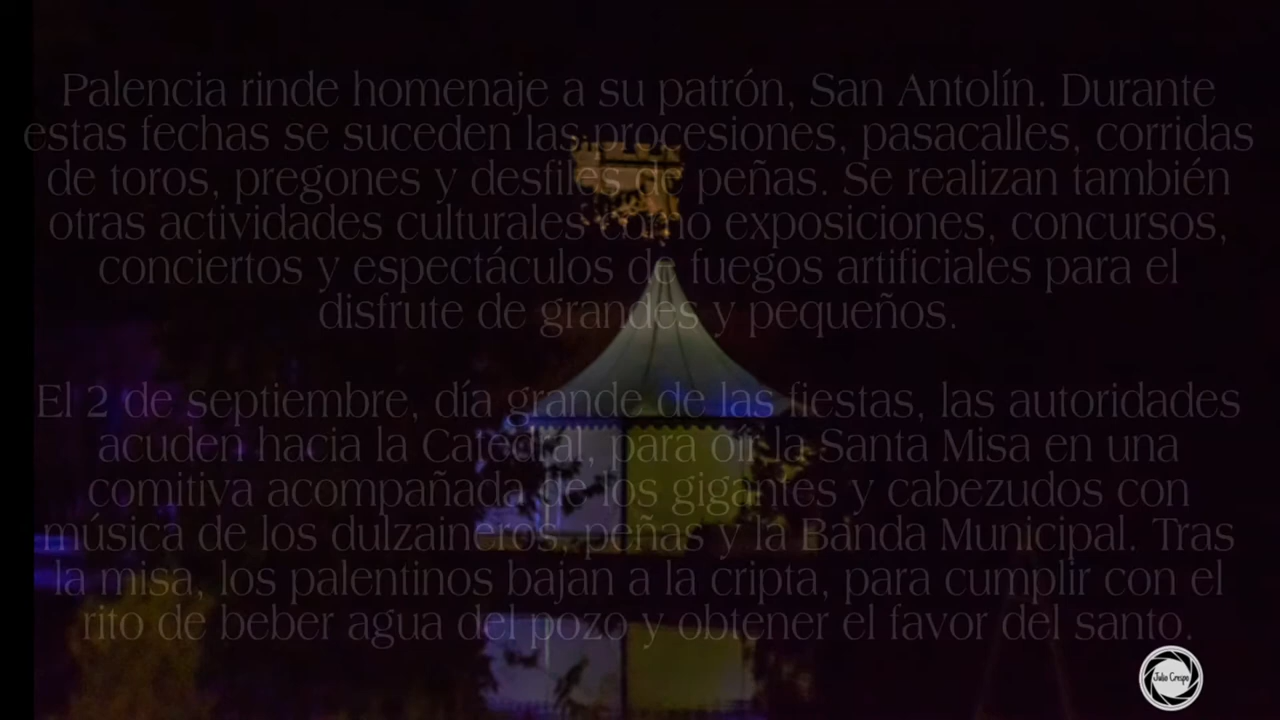 Palencia rinde homenaje a su patrón, San Antolín. Durante
estas fechas se suceden las procesiones, pasacalles, corridas
de toros, pregones y desfiles de peñas. Se realizan también
otras actividades culturales como exposiciones, concursos,
conciertos y espectáculos de fuegos artificiales para el
disfrute de grandes y pequeños.
El 2 de septiembre, día grande de las fiestas, las autoridades
acuden hacia la Catedral, para oír la Santa Misa en una
comitiva acompañada de los gigantes y cabezudos con
música de los dulzaineros, peñas y la Banda Municipal. Tras
la misa, los palentinos bajan a la cripta, para cumplir con el
rito de beber agua del pozo y obtener el favor del santo.
Julio Crespo